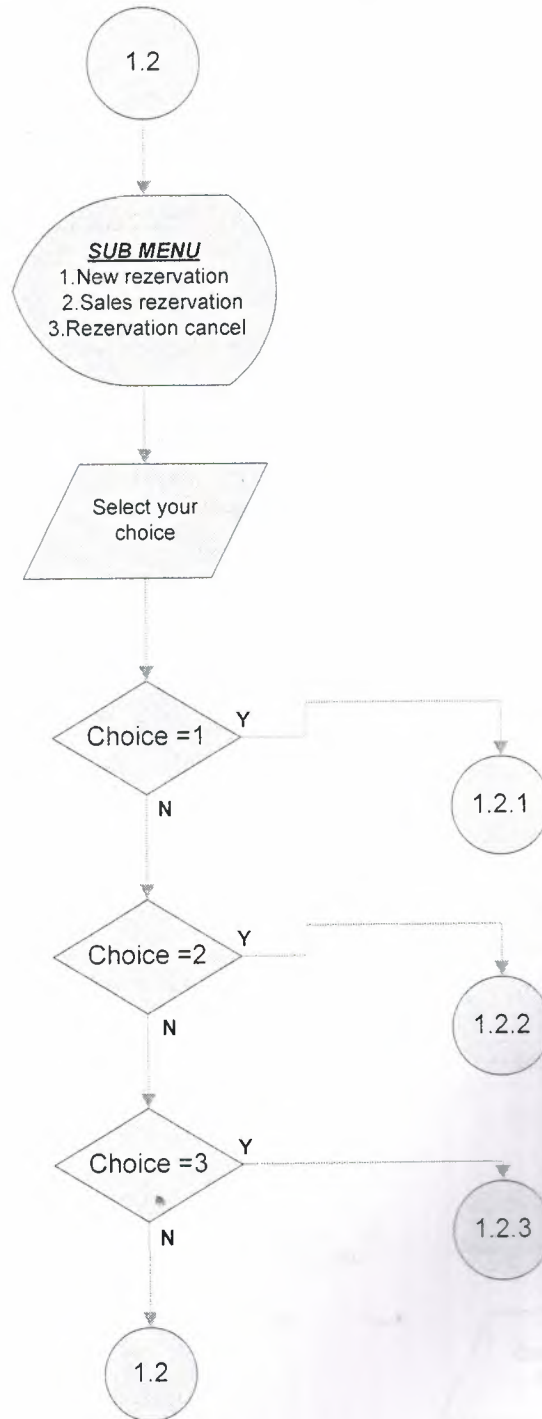 1.2
SUB MENU
1.New rezervation
2.Sales rezervation
3.Rezervation cancel
Select your
choice
Choice =1
Y
N
1.2.1
Choice =2
Y
N
1.2.2
Choice =3
Y
N
1.2.3
1.2